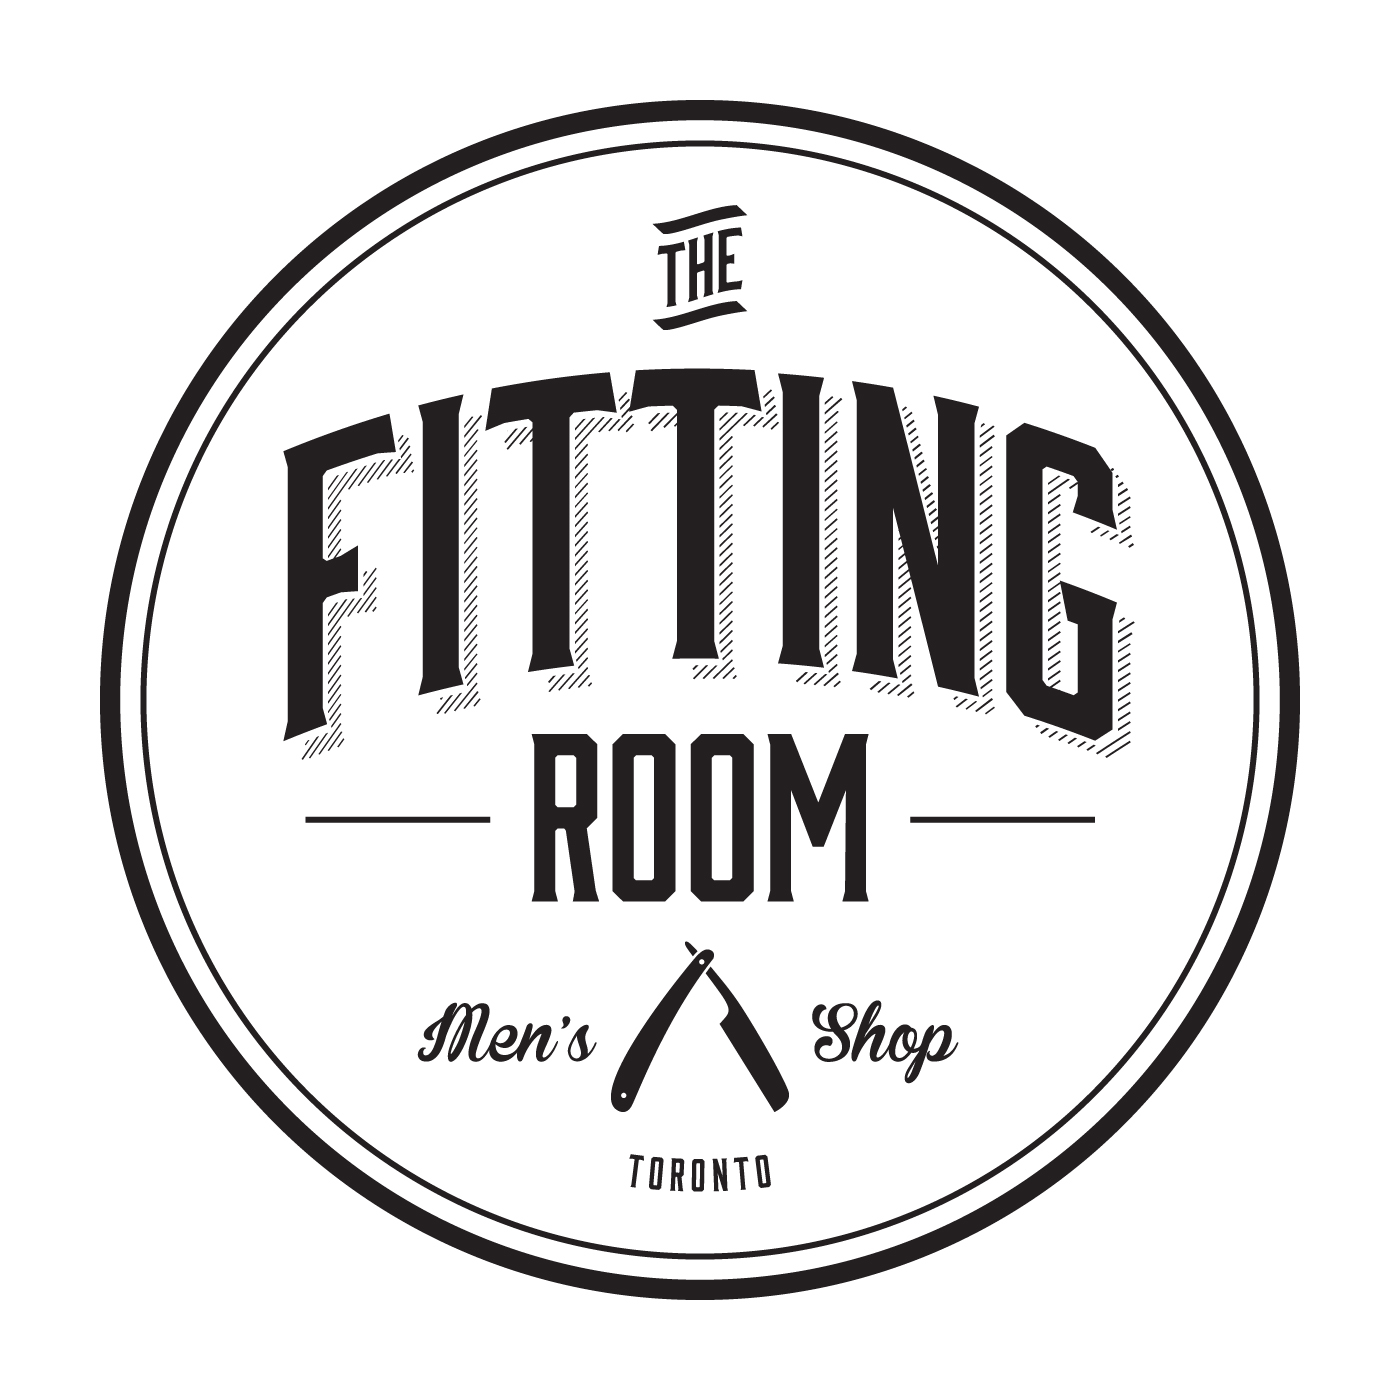 THE
FITTING
ROOM
Men's Shop
TORONTO